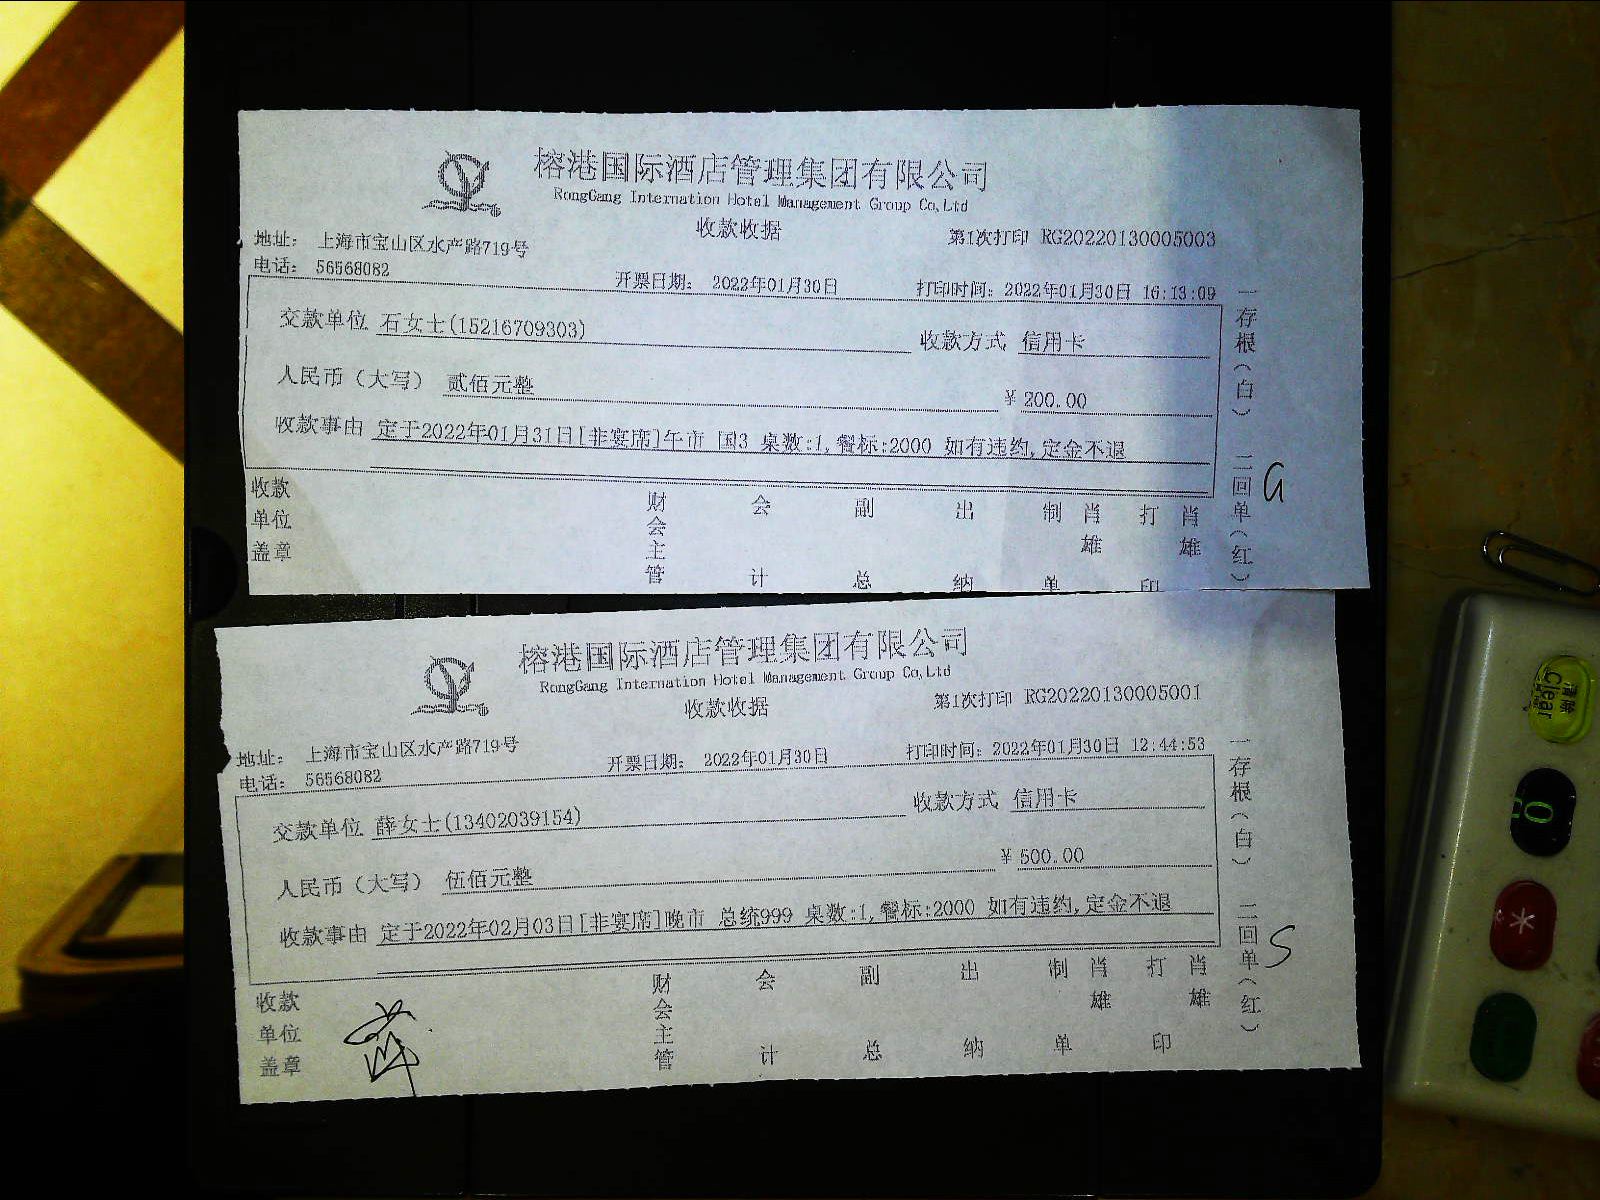 榕港国际酒店管理集团有限公司
RongGang Internation Hotel Management Group Co,Ltd
收款收据
第1次打印 RG20220130005003
地址： 上海市宝山区水产路719号
电话： 56568082
开票日期： 2022年01月30日
打印时间：2022年01月30日 16:13:09
交款单位 石女士(15216709303)
收款方式 信用卡
人民币（大写） 贰佰元整
￥ 200.00
收款事由 定于2022年01月31日[非宴席]午市 国3 桌数:1,餐标:2000 如有违约,定金不退
收款单位盖章
财会主管
会计
副总
出纳
制单
肖雄
打印
肖雄
一存根（白） 二回单（红）
G
榕港国际酒店管理集团有限公司
RongGang Internation Hotel Management Group Co,Ltd
收款收据
第1次打印 RG20220130005001
地址： 上海市宝山区水产路719号
电话： 56568082
开票日期： 2022年01月30日
打印时间：2022年01月30日 12:44:53
交款单位 薛女士(13402039154)
收款方式 信用卡
人民币（大写） 伍佰元整
￥ 500.00
收款事由 定于2022年02月03日[非宴席]晚市 总统999 桌数:1,餐标:2000 如有违约,定金不退
收款单位盖章
薛
财会主管
会计
副总
出纳
制单
肖雄
打印
肖雄
一存根（白） 二回单（红）
S
清除
Clear
0
*